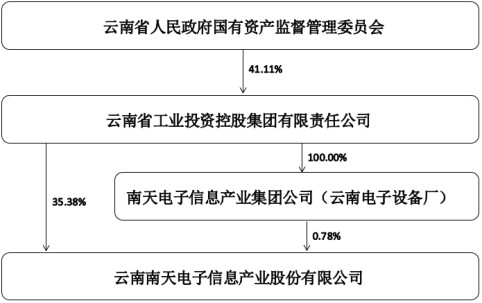 云南省人民政府国有资产监督管理委员会
41.11%
云南省工业投资控股集团有限责任公司
100.00%
南天电子信息产业集团公司（云南电子设备厂）
35.38%
0.78%
云南南天电子信息产业股份有限公司